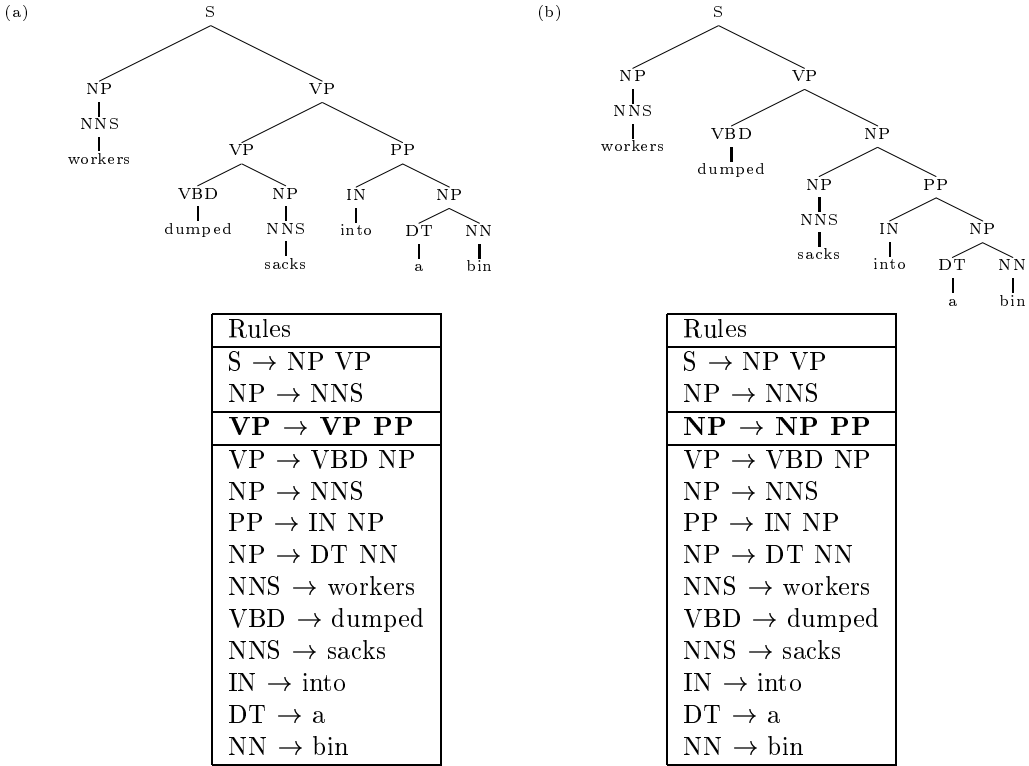 (a)
S
NP VP
NNS
workers
VP PP
VBD NP IN NP
dumped NNS into DT NN
sacks a bin
(b)
S
NP VP
NNS
workers
VBD NP
dumped
NP PP
NNS IN NP
sacks into DT NN
a bin
Rules
S → NP VP
NP → NNS
VP → VP PP
VP → VBD NP
NP → NNS
PP → IN NP
NP → DT NN
NNS → workers
VBD → dumped
NNS → sacks
IN → into
DT → a
NN → bin
Rules
S → NP VP
NP → NNS
NP → NP PP
VP → VBD NP
NP → NNS
PP → IN NP
NP → DT NN
NNS → workers
VBD → dumped
NNS → sacks
IN → into
DT → a
NN → bin